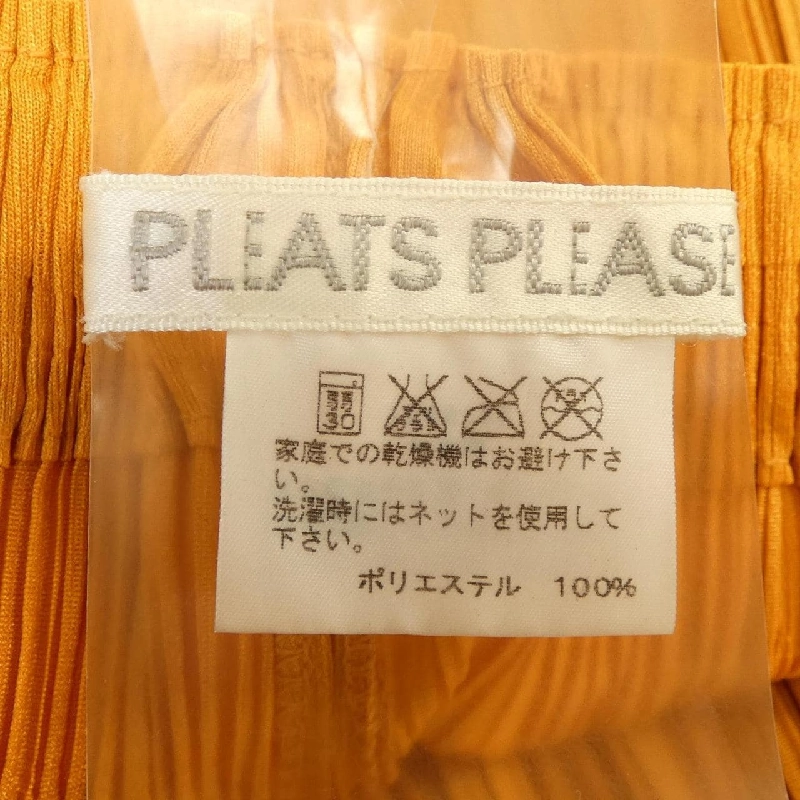 PLEATS PLEASE
弱
30
家庭での乾燥機はお避け下さ
い。
洗濯時にはネットを使用して
下さい。
ポリエステル 100%